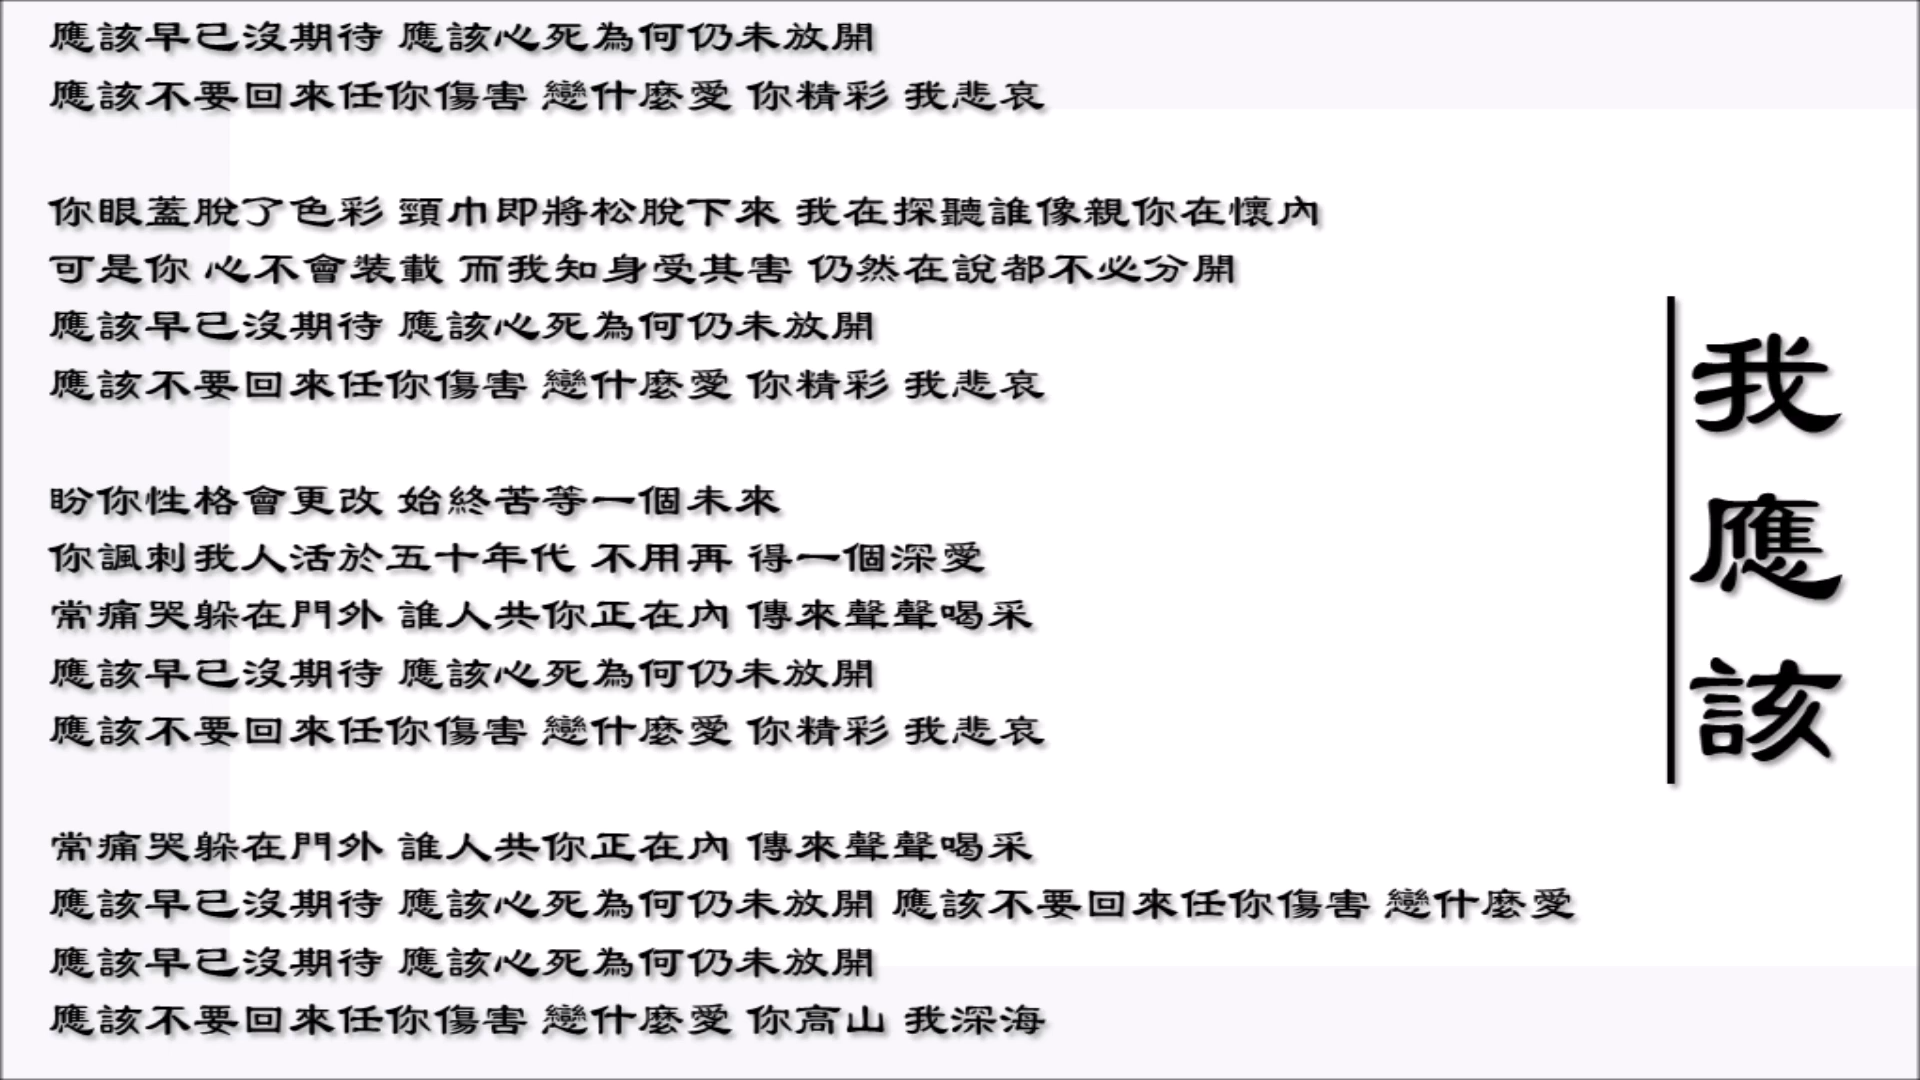 應該早已沒期待 應該心死為何仍未放開
應該不要回來任你傷害 戀什麼愛 你精彩 我悲哀
你眼蓋脫了色彩 頸巾即將松脫下來 我在探聽誰像親你在懷內
可是你 心不會裝載 而我知身受其害 仍然在說都不必分開
應該早已沒期待 應該心死為何仍未放開
應該不要回來任你傷害 戀什麼愛 你精彩 我悲哀
盼你性格會更改 始終苦等一個未來
你諷刺我人活於五十年代 不用再 得一個深愛
常痛哭躲在門外 誰人共你正在內 傳來聲聲喝采
應該早已沒期待 應該心死為何仍未放開
應該不要回來任你傷害 戀什麼愛 你精彩 我悲哀
常痛哭躲在門外 誰人共你正在內 傳來聲聲喝采
應該早已沒期待 應該心死為何仍未放開 應該不要回來任你傷害 戀什麼愛
應該早已沒期待 應該心死為何仍未放開
應該不要回來任你傷害 戀什麼愛 你高山 我深海
我應該